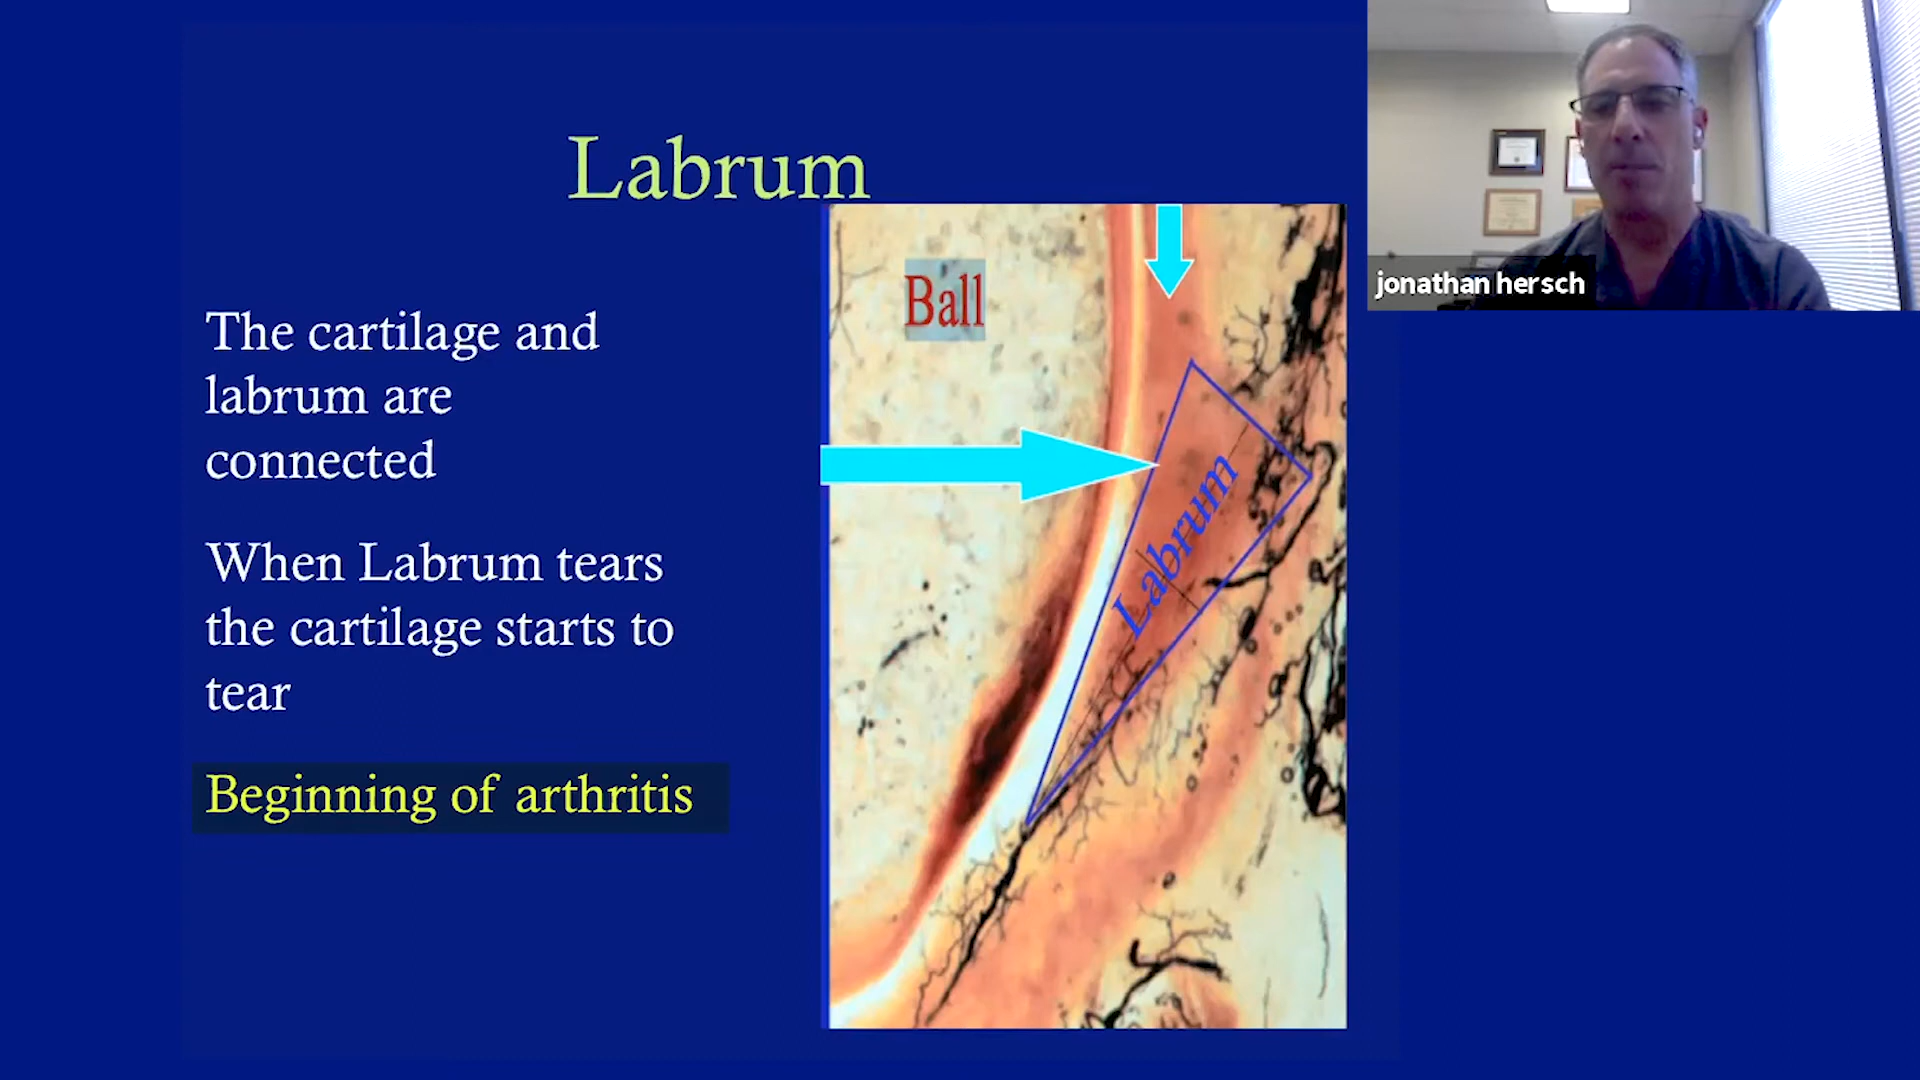 Labrum
The cartilage and
labrum are
connected
When Labrum tears
the cartilage starts to
tear
Beginning of arthritis
Ball
Labrum
jonathan hersch